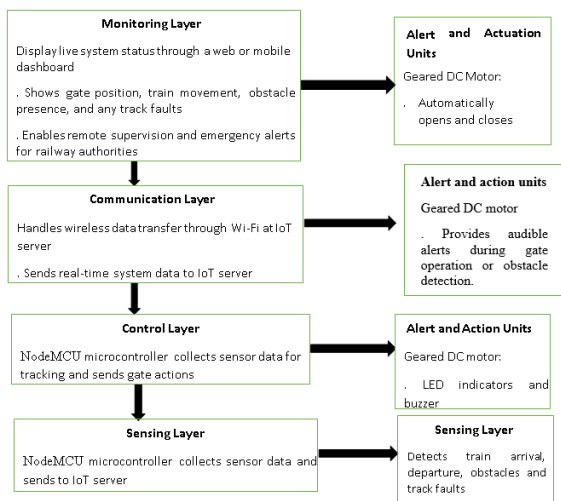 Monitoring Layer
Display live system status through a web or mobile
dashboard
. Shows gate position, train movement, obstacle
presence, and any track faults
. Enables remote supervision and emergency alerts
for railway authorities
Alert and Actuation
Units
Geared DC Motor:
. Automatically
opens and closes
Communication Layer
Handles wireless data transfer through Wi-Fi at IoT
server
. Sends real-time system data to IoT server
Alert and action units
Geared DC motor
. Provides audible
alerts during gate
operation or obstacle
detection.
Control Layer
NodeMCU microcontroller collects sensor data for
tracking and sends gate actions
Alert and Action Units
Geared DC motor:
. LED indicators and
buzzer
Sensing Layer
NodeMCU microcontroller collects sensor data and
sends to IoT server
Sensing Layer
Detects train arrival,
departure, obstacles and
track faults